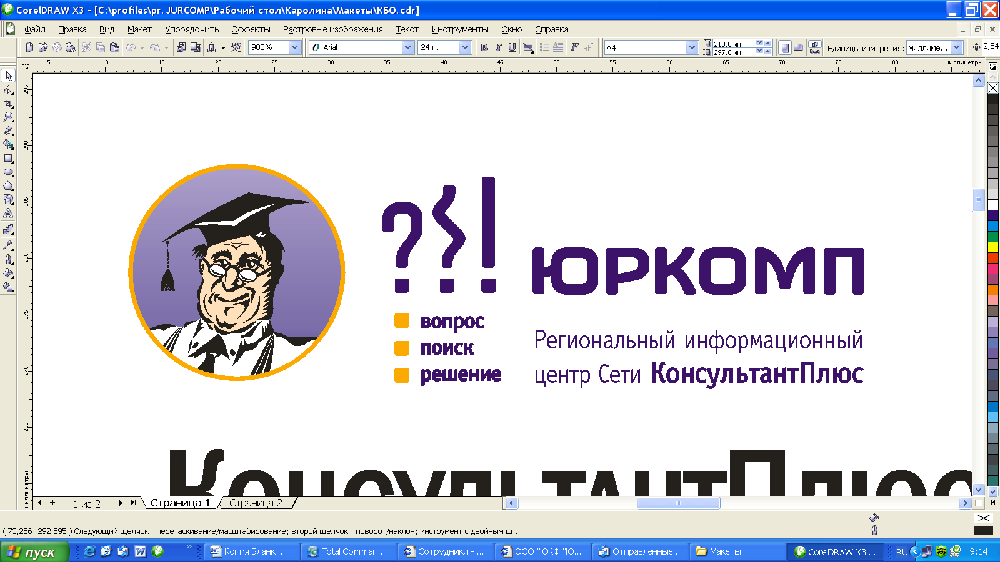 CorelDRAW X3 - [C:\profiles\pr. JURCOMP\Рабочий стол\Каролина\Макеты\КБО.cdr]
Файл Правка Вид Макет Упорядочить Эффекты Растровые изображения Текст Инструменты Окно Справка
988% Arial 24 п. A4 210.0 мм 297.0 мм Единицы измерения: миллиме... 2,54
5 10 15 20 25 30 35 40 45 50 55 60 65 70 75 80 миллиметры
295
290
285
280
275
270
265
миллиметры
?
!
ЮРКОМП
вопрос
поиск
решение
Региональный информационный
центр Сети КонсультантПлюс
КонсультантПлюс
1 из 2 Страница 1 Страница 2
( 73,256; 292,595 ) Следующий щелчок - перетаскивание/масштабирование; второй щелчок - поворот/наклон; инструмент с двойным щ...
пуск Копия Бланк ... Total Comman... Сотрудники - ... ООО "ЮКФ "Ю... Отправленные... Макеты CorelDRAW X3 ... RU 9:14